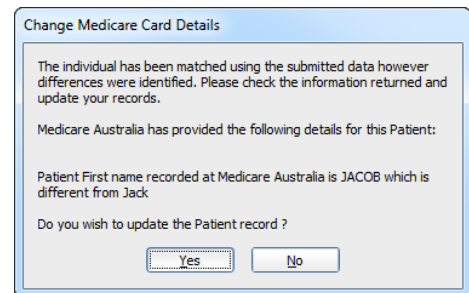 Change Medicare Card Details
The individual has been matched using the submitted data however
differences were identified. Please check the information returned and
update your records.
Medicare Australia has provided the following details for this Patient:
Patient First name recorded at Medicare Australia is JACOB which is
different from Jack
Do you wish to update the Patient record ?
Yes
No